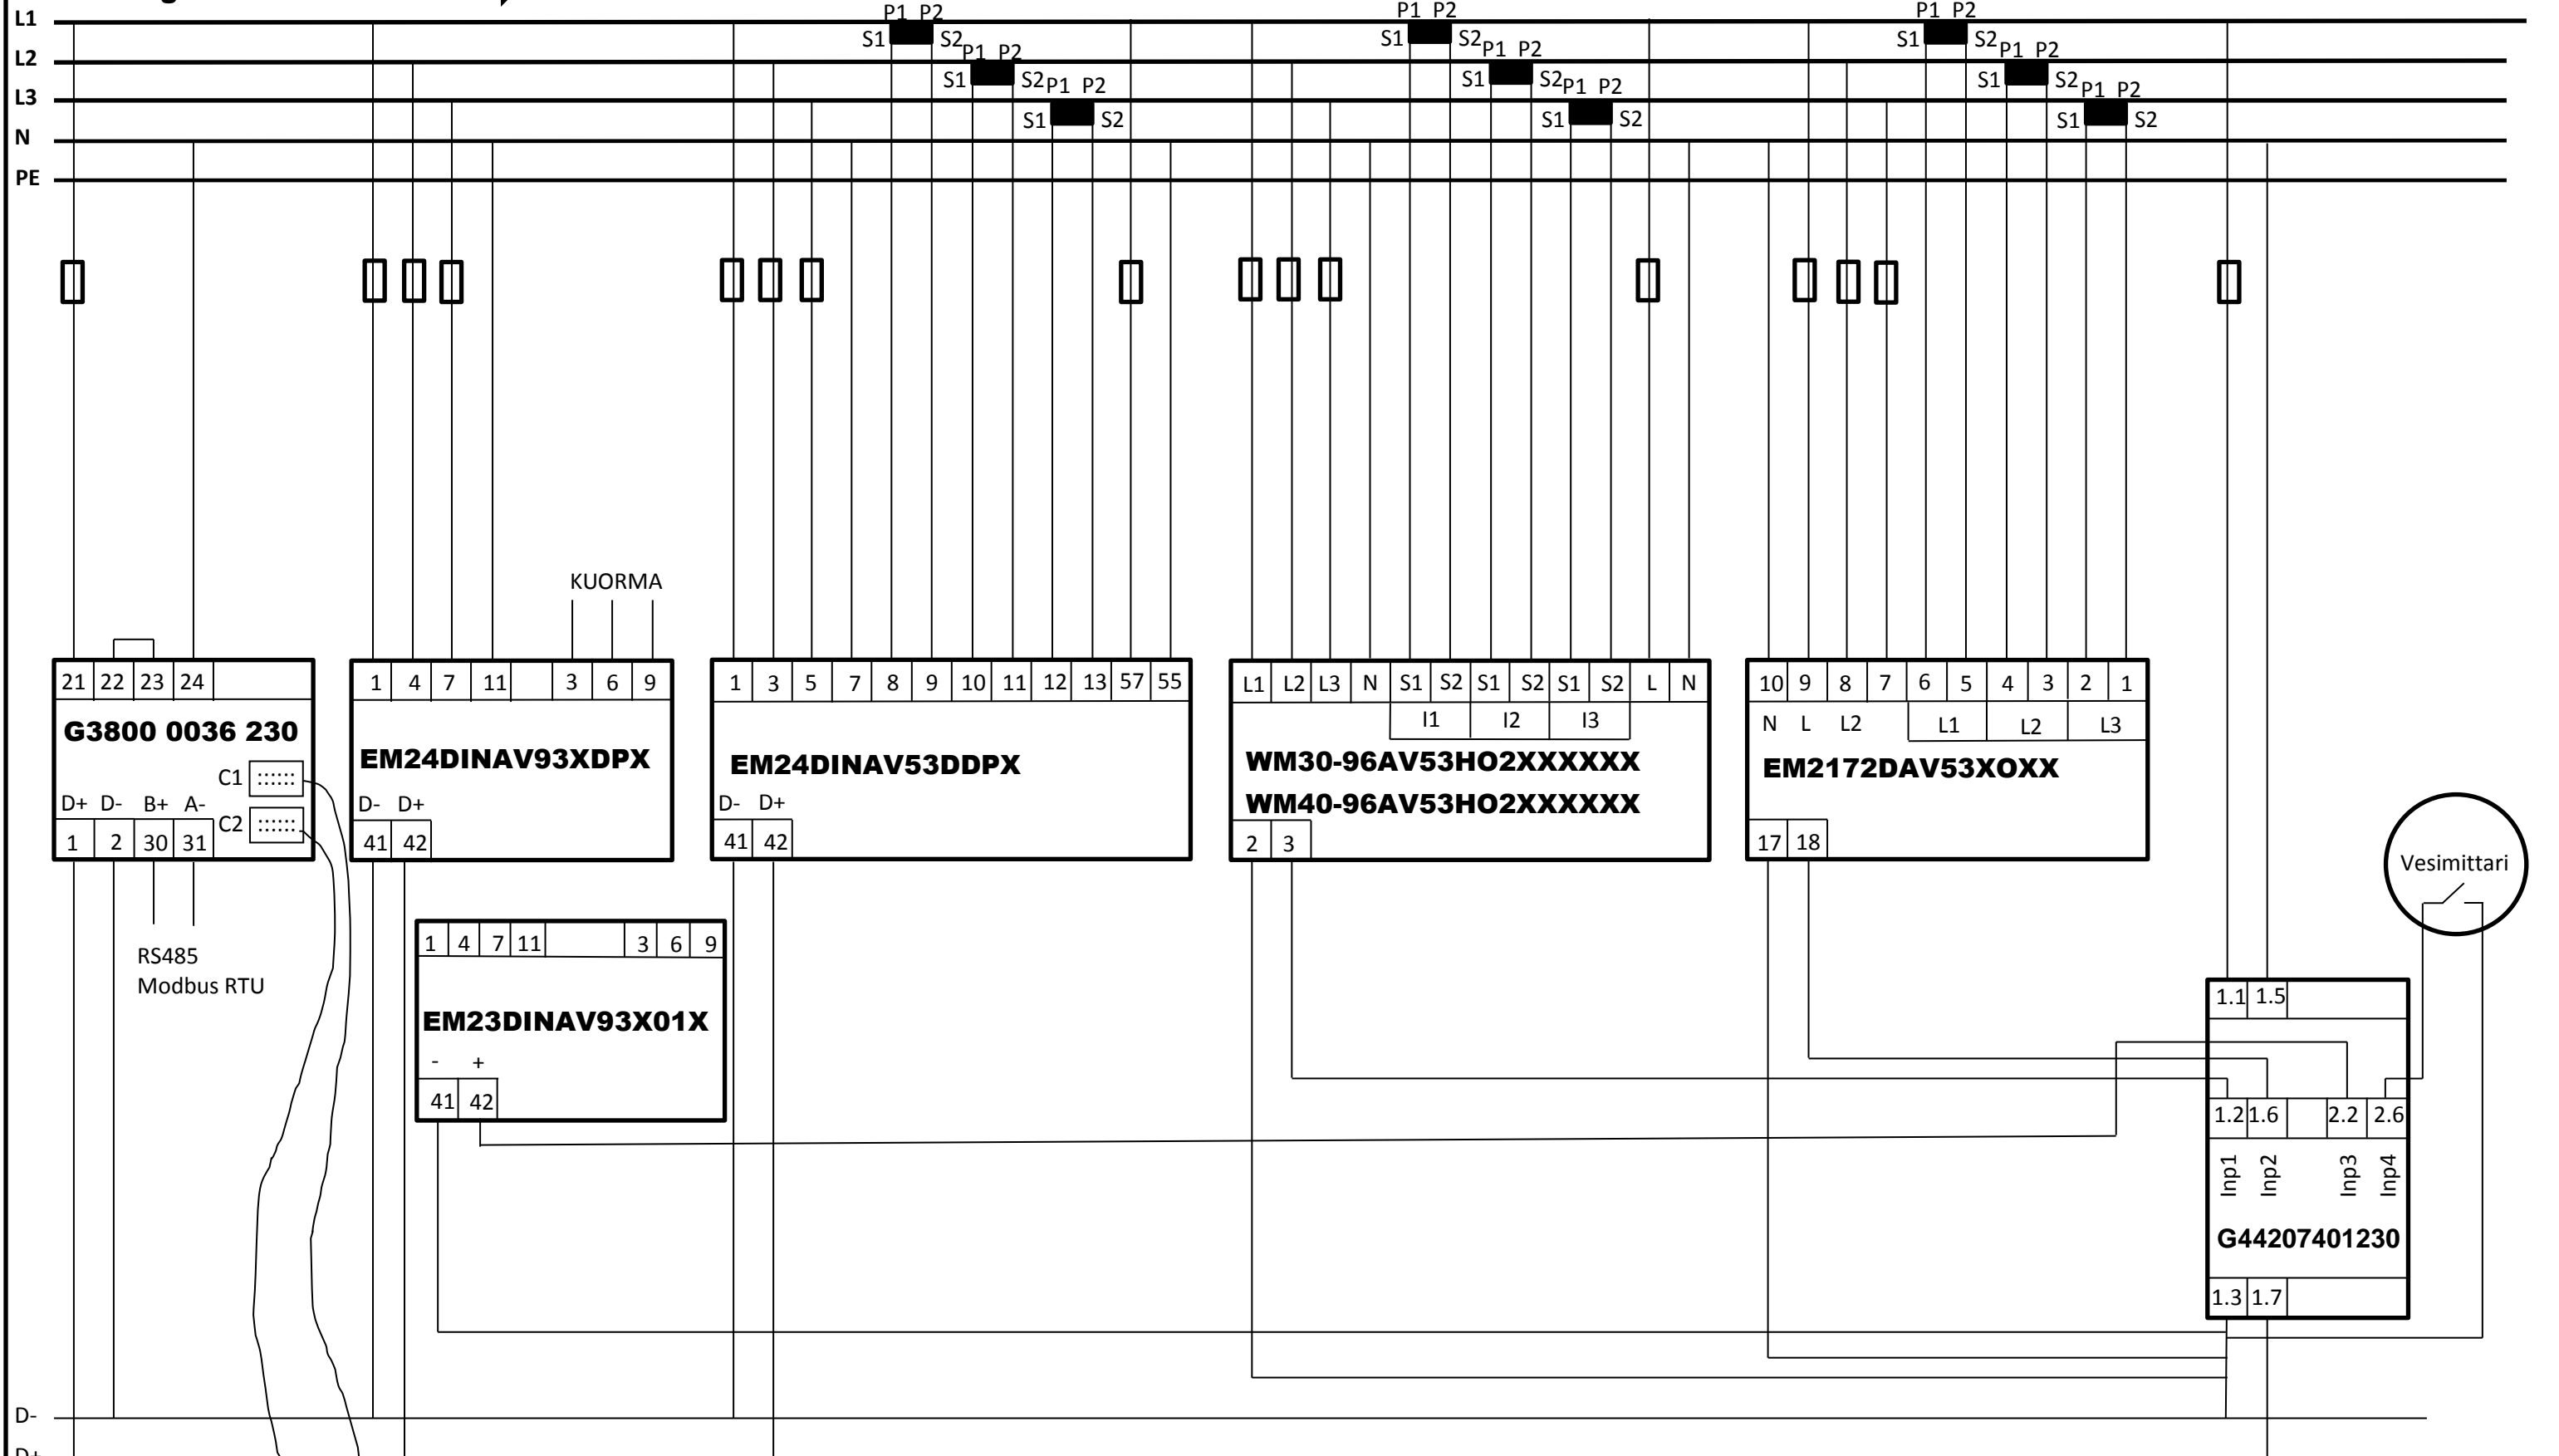 L1
L2
L3
N
PE
P1 P2
S1 S2
P1 P2
S1 S2
P1 P2
S1 S2
P1 P2
S1 S2
P1 P2
S1 S2
P1 P2
S1 S2
P1 P2
S1 S2
P1 P2
S1 S2
P1 P2
S1 S2
KUORMA
21 22 23 24
G3800 0036 230
C1
C2
D+ D- B+ A-
1 2 30 31
RS485
Modbus RTU
1 4 7 11 3 6 9
EM24DINAV93XDPX
D- D+
41 42
1 3 5 7 8 9 10 11 12 13 57 55
EM24DINAV53DDPX
D- D+
41 42
L1 L2 L3 N S1 S2 S1 S2 S1 S2 L N
I1 I2 I3
WM30-96AV53HO2XXXXXX
WM40-96AV53HO2XXXXXX
2 3
10 9 8 7 6 5 4 3 2 1
N L L2 L1 L2 L3
EM2172DAV53XOXX
17 18
Vesimittari
1 4 7 11 3 6 9
EM23DINAV93X01X
- +
41 42
1.1 1.5
1.2 1.6 2.2 2.6
Inp1 Inp2 Inp3 Inp4
G44207401230
1.3 1.7
D-